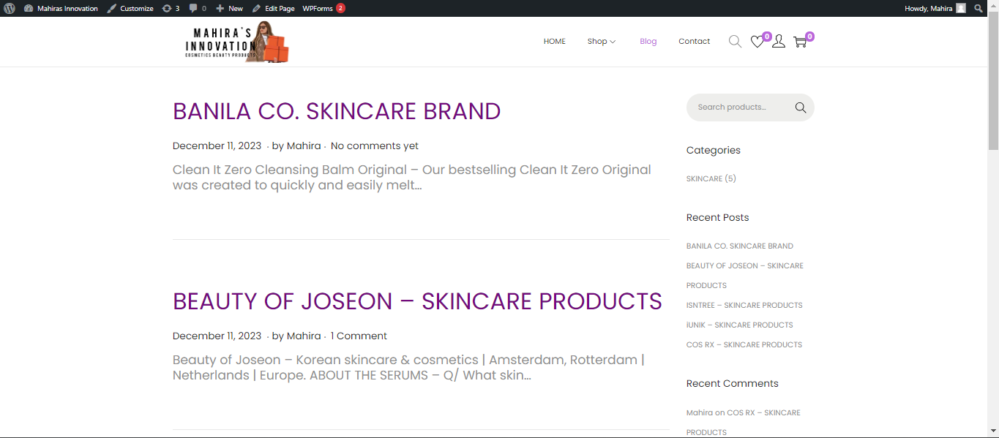 Mahiras Innovation Customize 3 0 New Edit Page WPForms 2 Howdy, Mahira
MAHIRA'S
INNOVATION
COSMETICS BEAUTY PRODUCTS
HOME Shop Blog Contact 0 0
BANILA CO. SKINCARE BRAND
December 11, 2023 · by Mahira · No comments yet
Clean It Zero Cleansing Balm Original – Our bestselling Clean It Zero Original
was created to quickly and easily melt...
BEAUTY OF JOSEON – SKINCARE PRODUCTS
December 11, 2023 · by Mahira · 1 Comment
Beauty of Joseon – Korean skincare & cosmetics | Amsterdam, Rotterdam |
Netherlands | Europe. ABOUT THE SERUMS – Q/ What skin...
Search products...
Categories
SKINCARE (5)
Recent Posts
BANILA CO. SKINCARE BRAND
BEAUTY OF JOSEON – SKINCARE
PRODUCTS
ISNTREE – SKINCARE PRODUCTS
iUNIK – SKINCARE PRODUCTS
COS RX – SKINCARE PRODUCTS
Recent Comments
Mahira on COS RX – SKINCARE
PRODUCTS